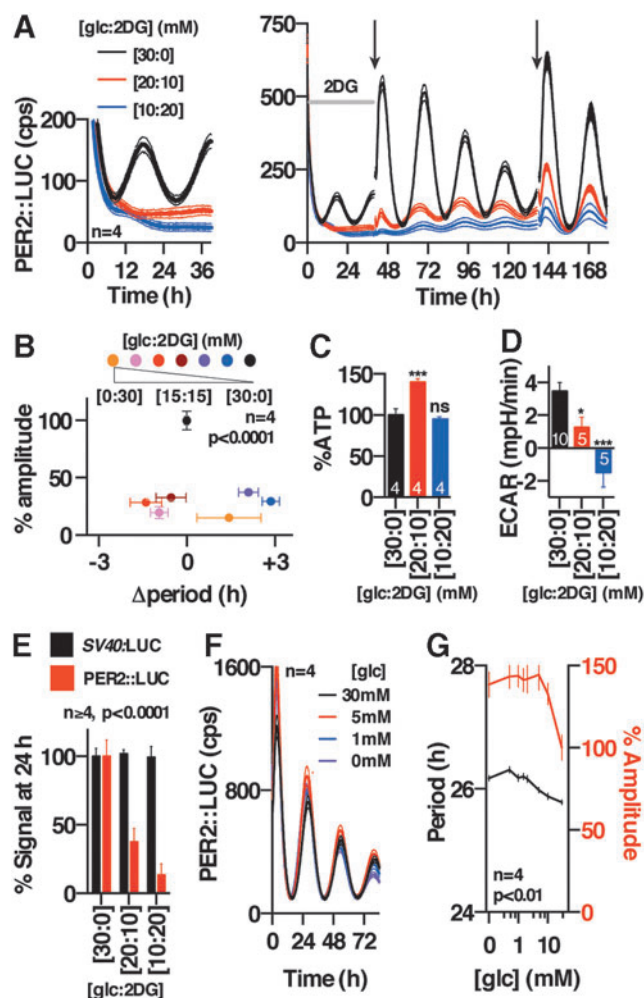 A
[glc:2DG] (mM)
[30:0]
[20:10]
[10:20]
PER2::LUC (cps)
200
100
0
n=4
0 12 24 36
Time (h)
750
500
250
0
2DG
0 24 48 72 96 120 144 168
Time (h)
B
[glc:2DG] (mM)
[0:30] [15:15] [30:0]
n=4
p<0.0001
% amplitude
100
50
0
-3 0 +3
Δperiod (h)
C
%ATP
150
100
50
0
***
ns
4 4 4
[30:0] [20:10] [10:20]
[glc:2DG] (mM)
D
ECAR (mpH/min)
4
2
0
-2
*
***
10 5 5
[30:0] [20:10] [10:20]
[glc:2DG] (mM)
E
SV40:LUC
PER2::LUC
n≥4, p<0.0001
% Signal at 24 h
100
50
0
[30:0] [20:10] [10:20]
[glc:2DG]
F
PER2::LUC (cps)
1600
800
0
n=4
[glc]
30mM
5mM
1mM
0mM
0 24 48 72
Time (h)
G
Period (h)
28
26
24
150
100
50
0
% Amplitude
n=4
p<0.01
0 1 10
[glc] (mM)